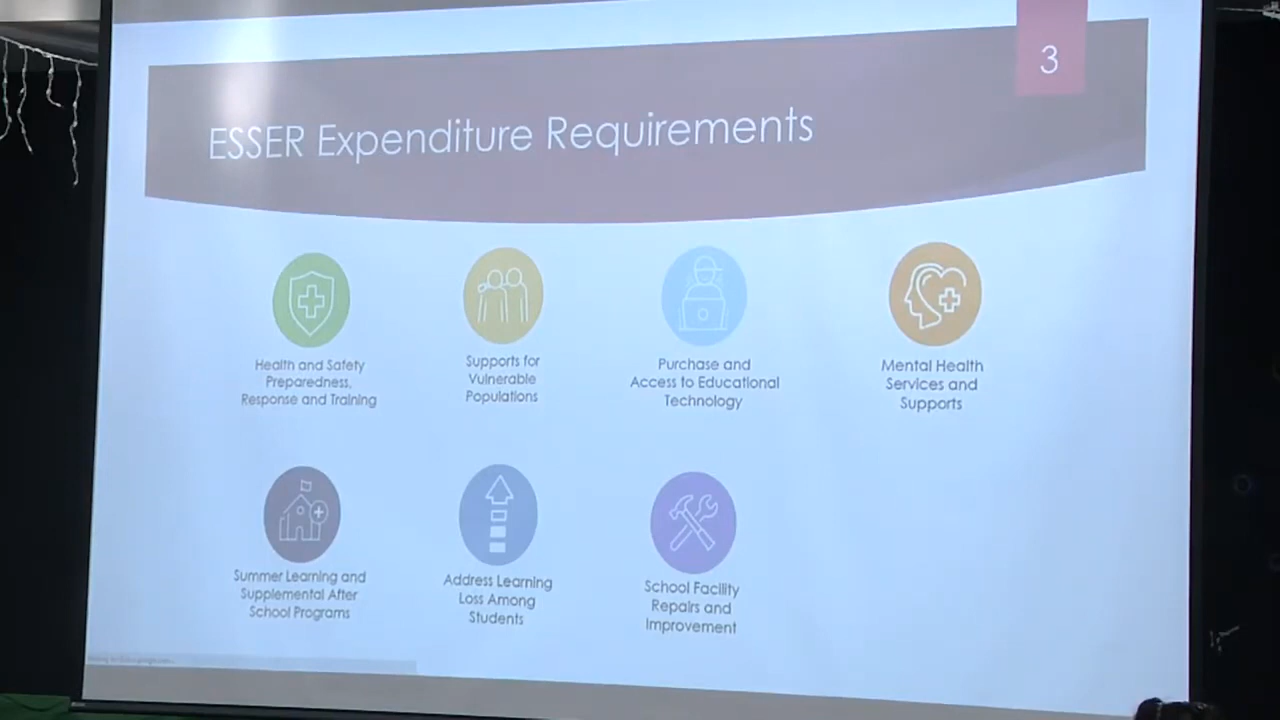 3
ESSER Expenditure Requirements
Health and Safety
Preparedness,
Response and Training
Supports for
Vulnerable
Populations
Purchase and
Access to Educational
Technology
Mental Health
Services and
Supports
Summer Learning and
Supplemental After
School Programs
Address Learning
Loss Among
Students
School Facility
Repairs and
Improvement